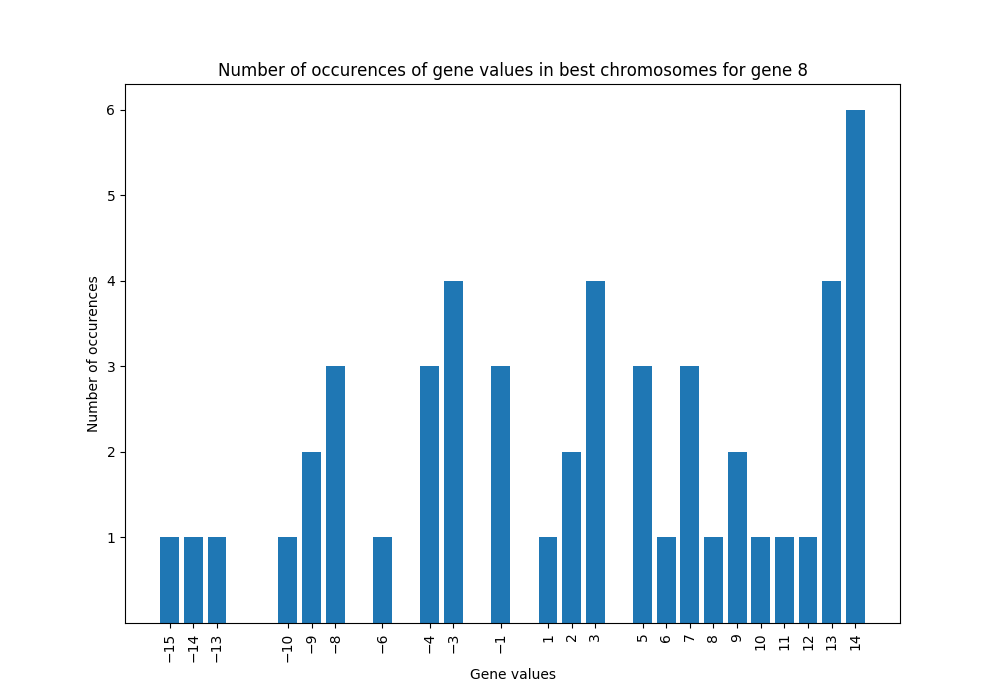 Number of occurences of gene values in best chromosomes for gene 8
6
5
4
3
2
1
Number of occurences
−15 −14 −13 −10 −9 −8 −6 −4 −3 −1 1 2 3 5 6 7 8 9 10 11 12 13 14
Gene values